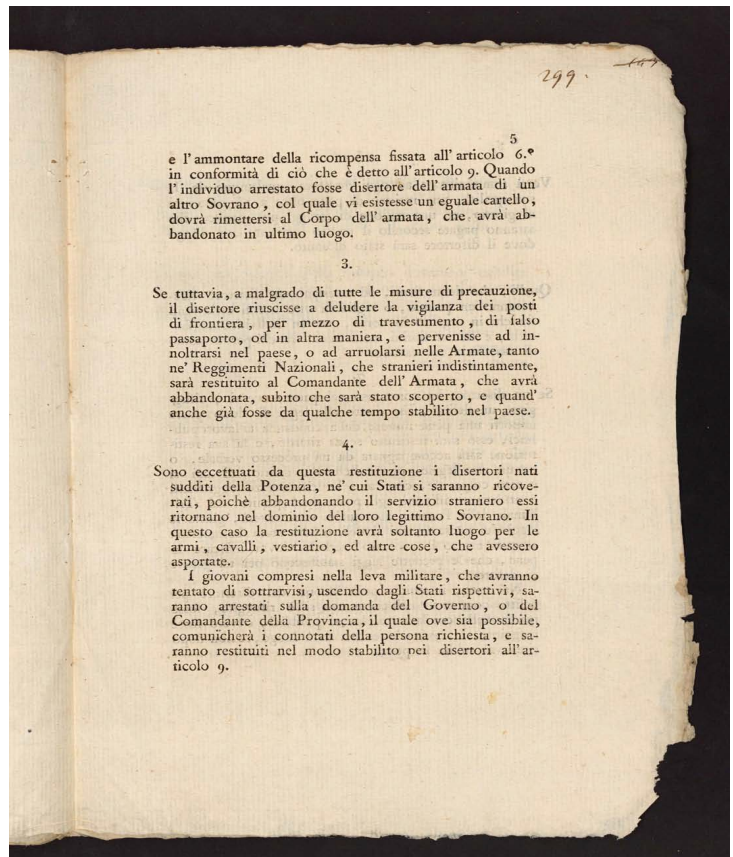 299.
5
e l'ammontare della ricompensa fissata all'articolo 6.º
in conformità di ciò che è detto all'articolo 9. Quando
l'individuo arrestato fosse disertore dell'armata di un
altro Sovrano, col quale vi esistesse un eguale cartello,
dovrà rimettersi al Corpo dell'armata, che avrà ab-
bandonato in ultimo luogo.
3.
Se tuttavia, a malgrado di tutte le misure di precauzione,
il disertore riuscisse a deludere la vigilanza dei posti
di frontiera, per mezzo di travestimento, di falso
passaporto, od in altra maniera, e pervenisse ad in-
noltrarsi nel paese, o ad arruolarsi nelle Armate, tanto
ne' Reggimenti Nazionali, che stranieri indistintamente,
sarà restituito al Comandante dell'Armata, che avrà
abbandonata, subito che sarà stato scoperto, e quand'
anche già fosse da qualche tempo stabilito nel paese.
4.
Sono eccettuati da questa restituzione i disertori nati
sudditi della Potenza, ne' cui Stati si saranno ricove-
rati, poichè abbandonando il servizio straniero essi
ritornano nel dominio del loro legittimo Sovrano. In
questo caso la restituzione avrà soltanto luogo per le
armi, cavalli, vestiario, ed altre cose, che avessero
asportate.
I giovani compresi nella leva militare, che avranno
tentato di sottrarvisi, uscendo dagli Stati rispettivi, sa-
ranno arrestati sulla domanda del Governo, o del
Comandante della Provincia, il quale ove sia possibile,
comunicherà i connotati della persona richiesta, e sa-
ranno restituiti nel modo stabilito pei disertori all'ar-
ticolo 9.